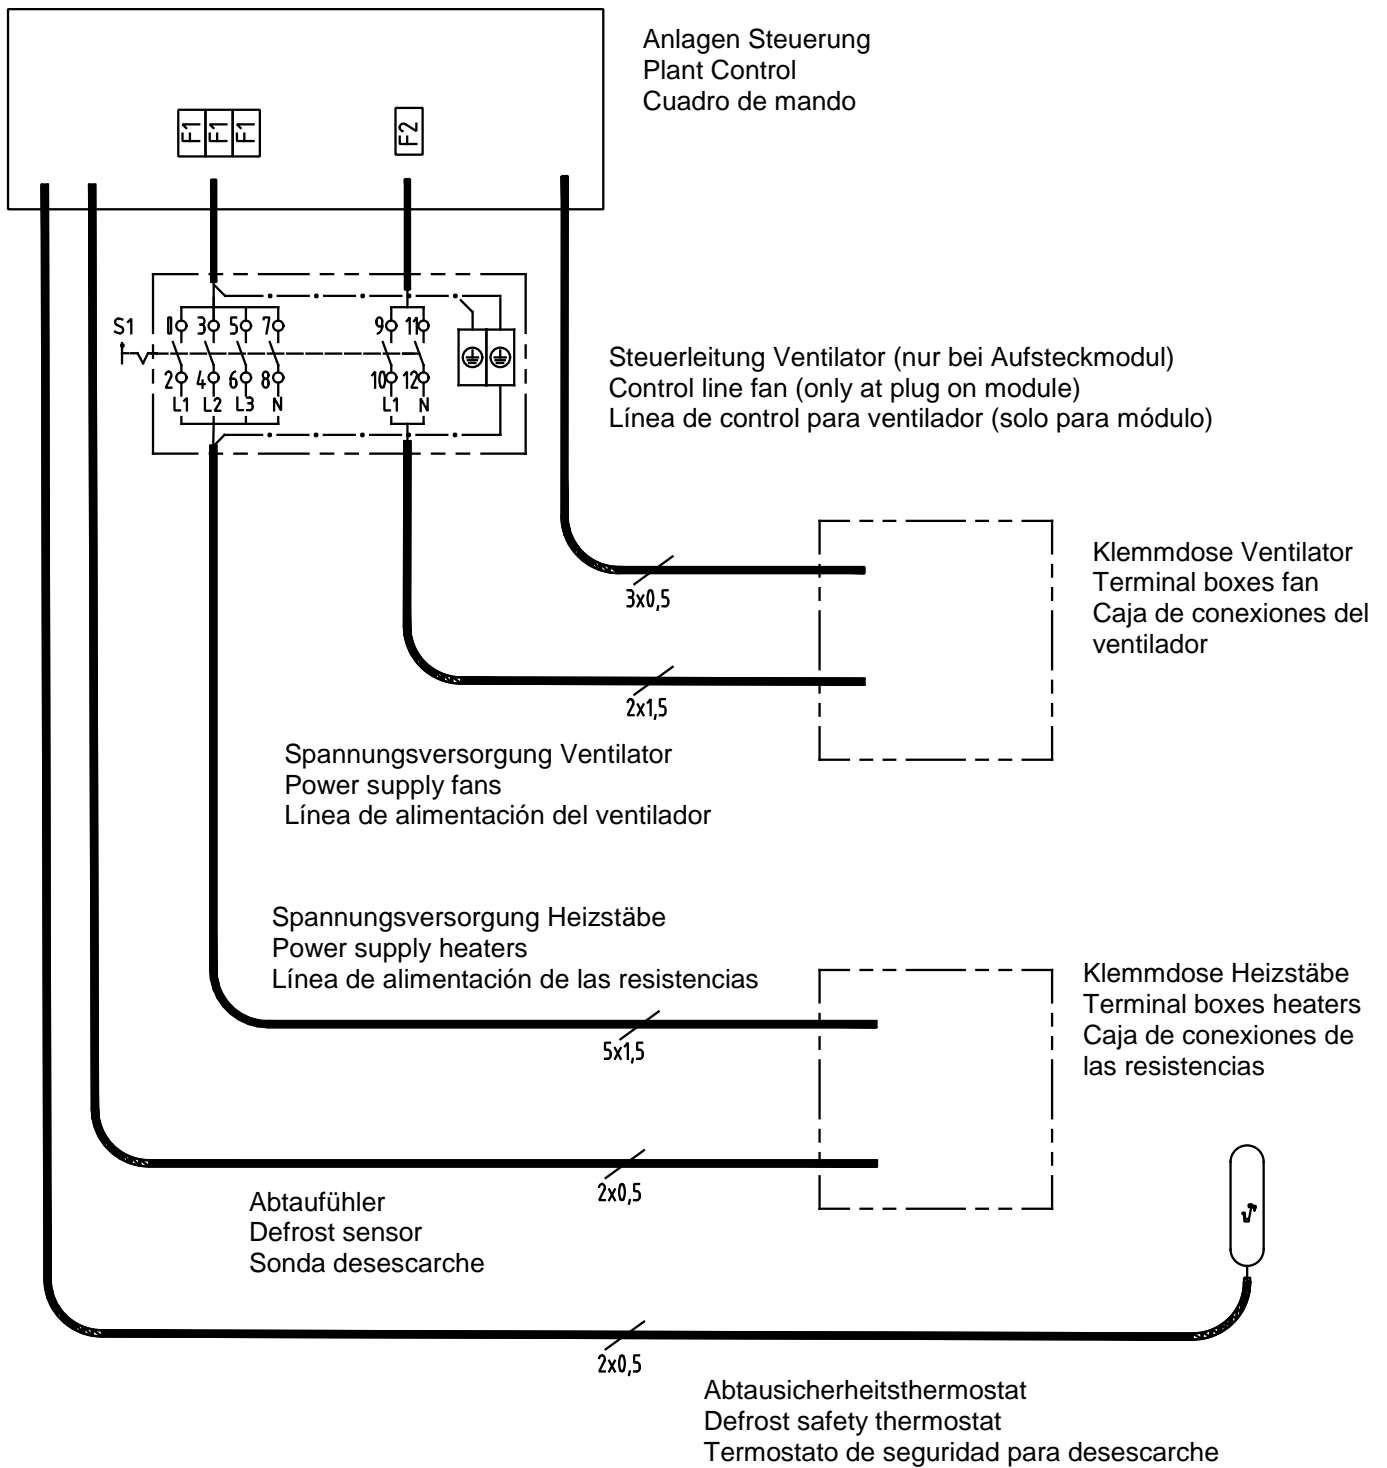 Anlagen Steuerung
Plant Control
Cuadro de mando
F1 F1 F1 F2
S1
1 3 5 7 9 11
2 4 6 8 10 12
L1 L2 L3 N L1 N
Steuerleitung Ventilator (nur bei Aufsteckmodul)
Control line fan (only at plug on module)
Línea de control para ventilador (solo para módulo)
3x0,5
Klemmdose Ventilator
Terminal boxes fan
Caja de conexiones del
ventilador
2x1,5
Spannungsversorgung Ventilator
Power supply fans
Línea de alimentación del ventilador
Spannungsversorgung Heizstäbe
Power supply heaters
Línea de alimentación de las resistencias
5x1,5
Klemmdose Heizstäbe
Terminal boxes heaters
Caja de conexiones de
las resistencias
2x0,5
Abtaufühler
Defrost sensor
Sonda desescarche
2x0,5
Abtausicherheitsthermostat
Defrost safety thermostat
Termostato de seguridad para desescarche